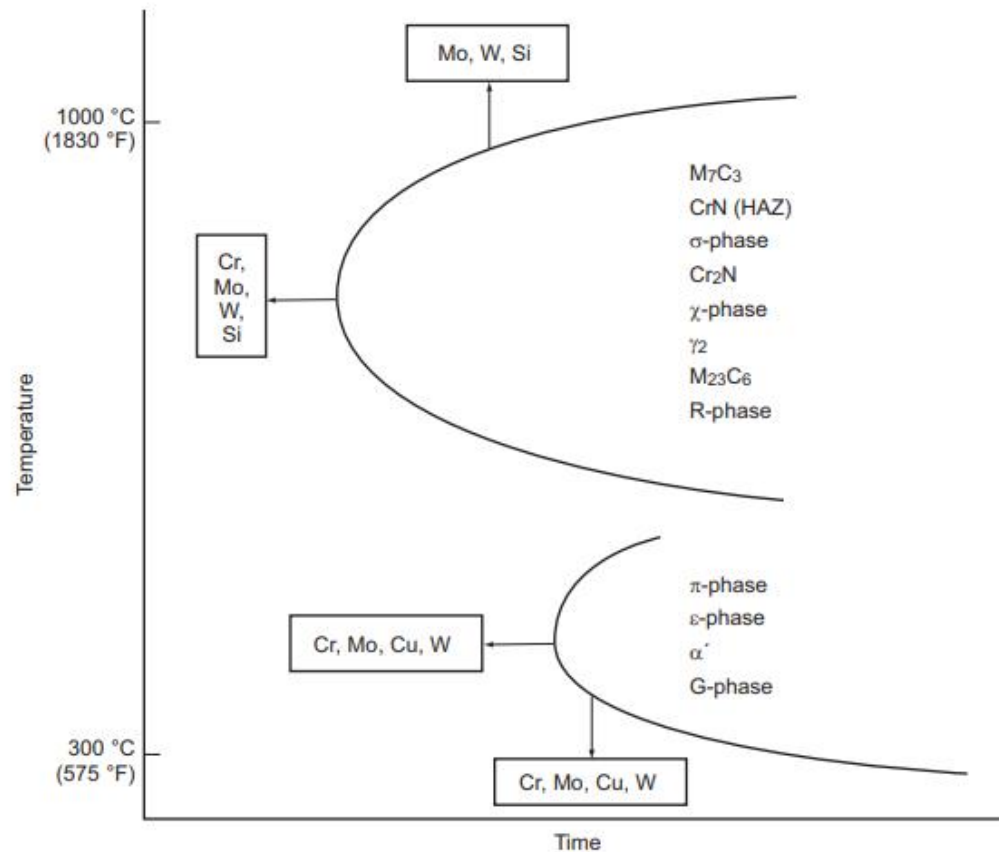 Mo, W, Si
1000 °C
(1830 °F)
M7C3
CrN (HAZ)
σ-phase
Cr2N
χ-phase
γ2
M23C6
R-phase
Cr,
Mo,
W,
Si
Temperature
π-phase
ε-phase
α´
G-phase
Cr, Mo, Cu, W
300 °C
(575 °F)
Cr, Mo, Cu, W
Time